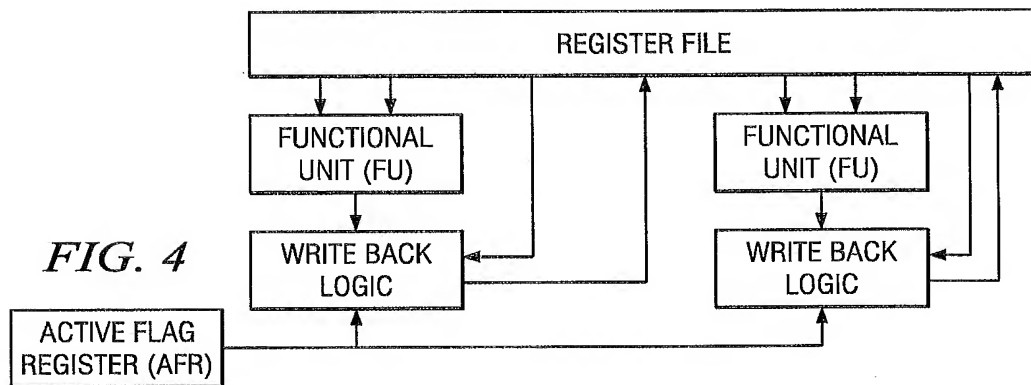 REGISTER FILE
FUNCTIONAL
UNIT (FU)
FUNCTIONAL
UNIT (FU)
WRITE BACK
LOGIC
WRITE BACK
LOGIC
FIG. 4
ACTIVE FLAG
REGISTER (AFR)